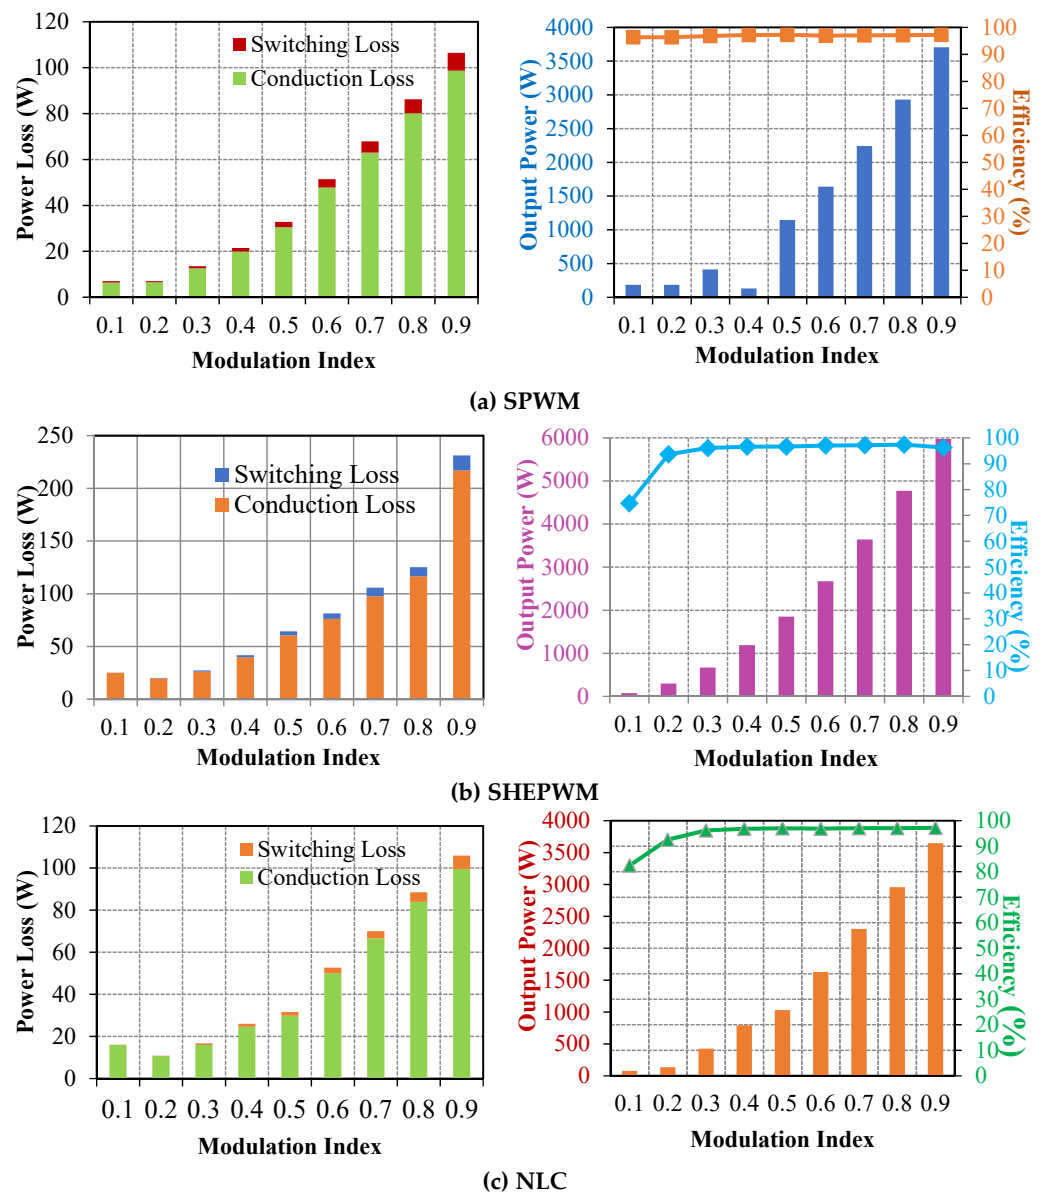 Power Loss (W)
120
100
80
60
40
20
0
Switching Loss
Conduction Loss
0.1 0.2 0.3 0.4 0.5 0.6 0.7 0.8 0.9
Modulation Index
Output Power (W)
4000
3500
3000
2500
2000
1500
1000
500
0
100
90
80
70
60
50
40
30
20
10
0
Efficiency (%)
0.1 0.2 0.3 0.4 0.5 0.6 0.7 0.8 0.9
Modulation Index
(a) SPWM
Power Loss (W)
250
200
150
100
50
0
Switching Loss
Conduction Loss
0.1 0.2 0.3 0.4 0.5 0.6 0.7 0.8 0.9
Modulation Index
Output Power (W)
6000
5000
4000
3000
2000
1000
0
100
90
80
70
60
50
40
30
20
10
0
Efficiency (%)
0.1 0.2 0.3 0.4 0.5 0.6 0.7 0.8 0.9
Modulation Index
(b) SHEPWM
Power Loss (W)
120
100
80
60
40
20
0
Switching Loss
Conduction Loss
0.1 0.2 0.3 0.4 0.5 0.6 0.7 0.8 0.9
Modulation Index
Output Power (W)
4000
3500
3000
2500
2000
1500
1000
500
0
100
90
80
70
60
50
40
30
20
10
0
Efficiency (%)
0.1 0.2 0.3 0.4 0.5 0.6 0.7 0.8 0.9
Modulation Index
(c) NLC